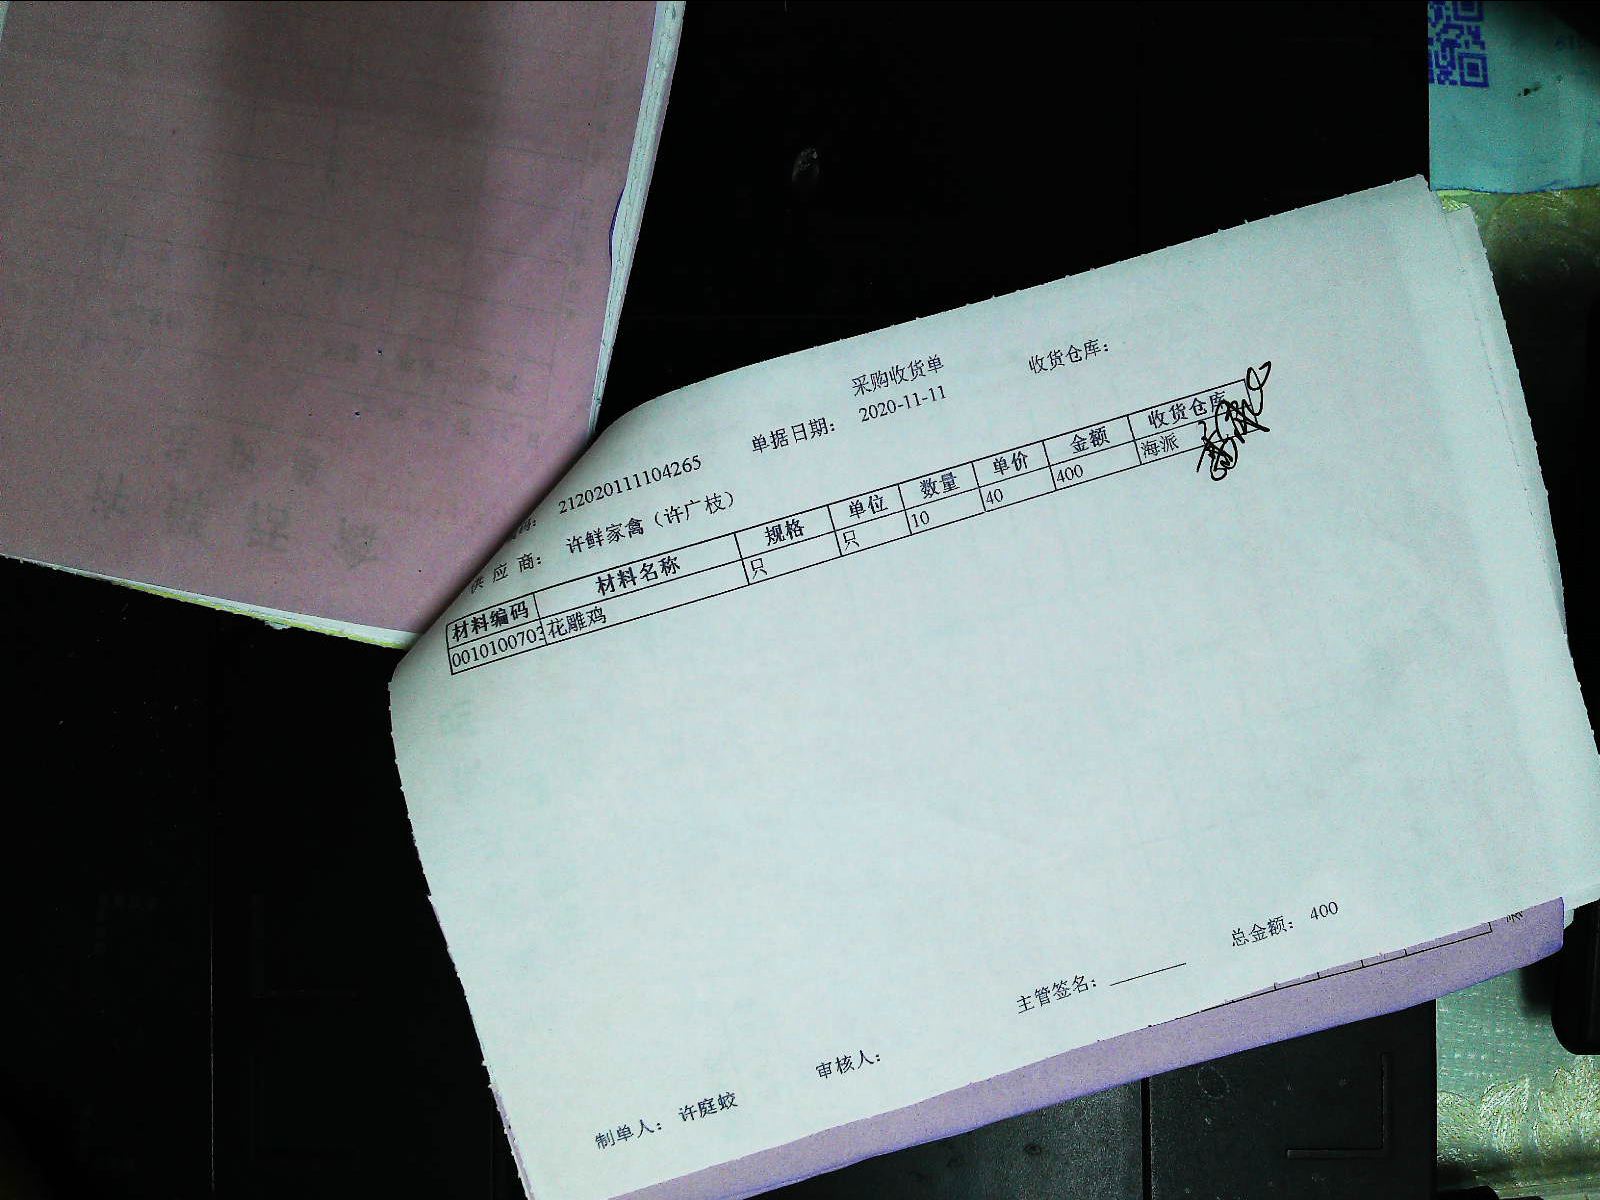 采购收货单
收货仓库：
212020111104265 单据日期： 2020-11-11
供 应 商： 许鲜家禽（许广枝）
材料编码 材料名称 规格 单位 数量 单价 金额 收货仓库
001010070 花雕鸡 只 只 10 40 400 海派
总金额： 400
主管签名：
审核人：
制单人： 许庭蛟